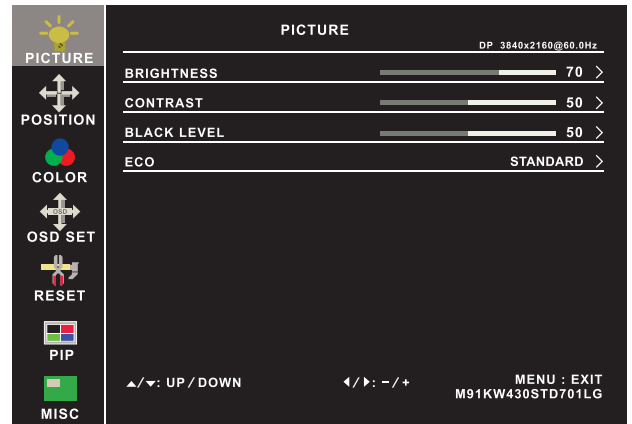 PICTURE
DP 3840x2160@60.0Hz
PICTURE
BRIGHTNESS 70 >
CONTRAST 50 >
POSITION
BLACK LEVEL 50 >
ECO STANDARD >
COLOR
OSD
OSD SET
RESET
PIP
▲/▼: UP/DOWN ◀/▶: -/+ MENU : EXIT
M91KW430STD701LG
MISC